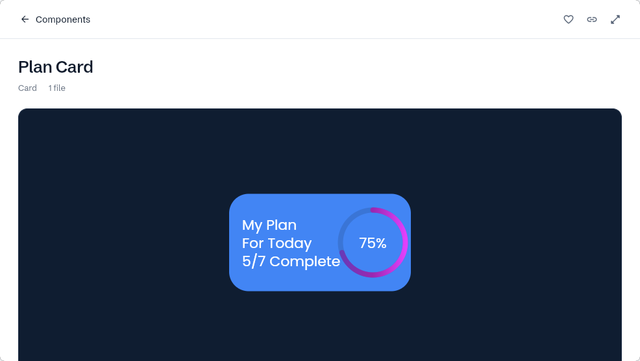 Components
Plan Card
Card 1 file
My Plan
For Today
5/7 Complete
75%